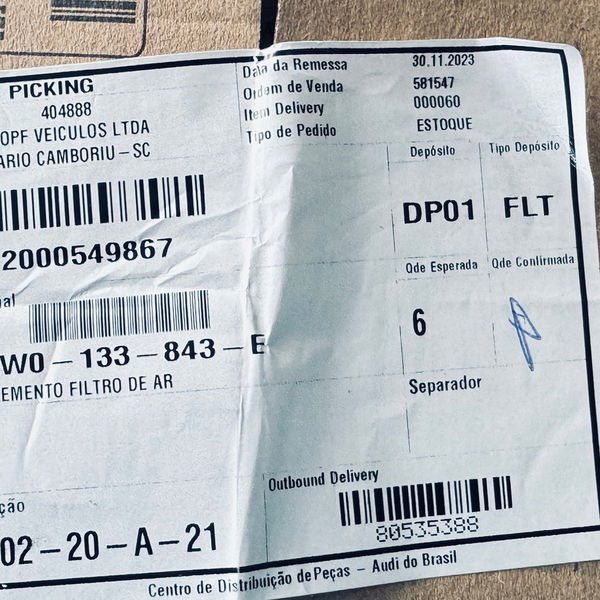 PICKING
404888
OPF VEICULOS LTDA
ARIO CAMBORIU – SC
2000549867
nal
W0 – 133 – 843 – E
EMENTO FILTRO DE AR
ção
02 – 20 – A – 21
Data da Remessa 30.11.2023
Ordem de Venda 581547
Item Delivery 000060
Tipo de Pedido ESTOQUE
Depósito Tipo Depósito
DP01 FLT
Qde Esperada Qde Confirmada
6
Separador
Outbound Delivery
80535388
Centro de Distribuição de Peças – Audi do Brasil